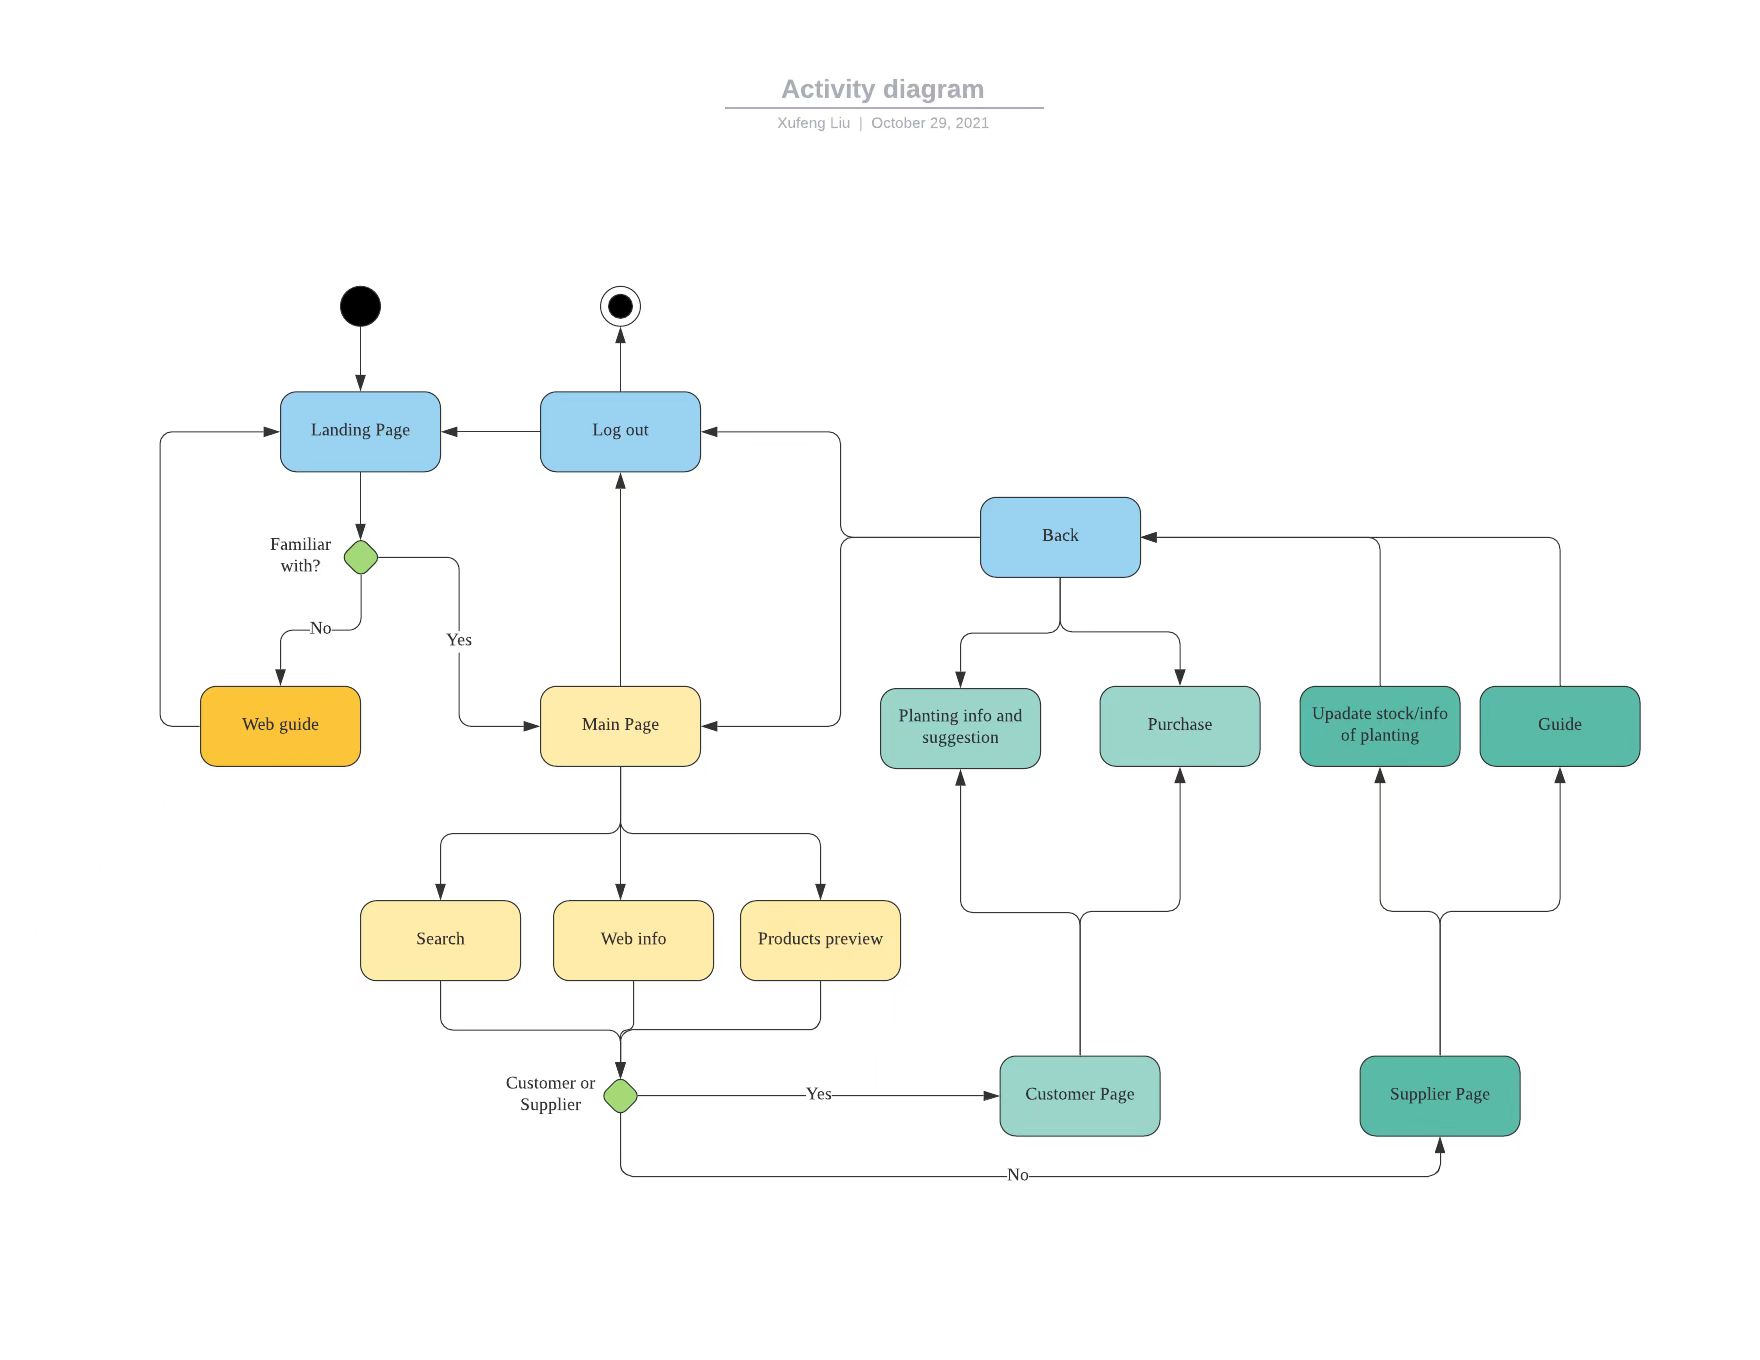 Activity diagram
Xufeng Liu | October 29, 2021
Landing Page
Log out
Back
Familiar
with?
No
Yes
Web guide
Main Page
Planting info and
suggestion
Purchase
Upadate stock/info
of planting
Guide
Search
Web info
Products preview
Customer or
Supplier
Yes
Customer Page
Supplier Page
No